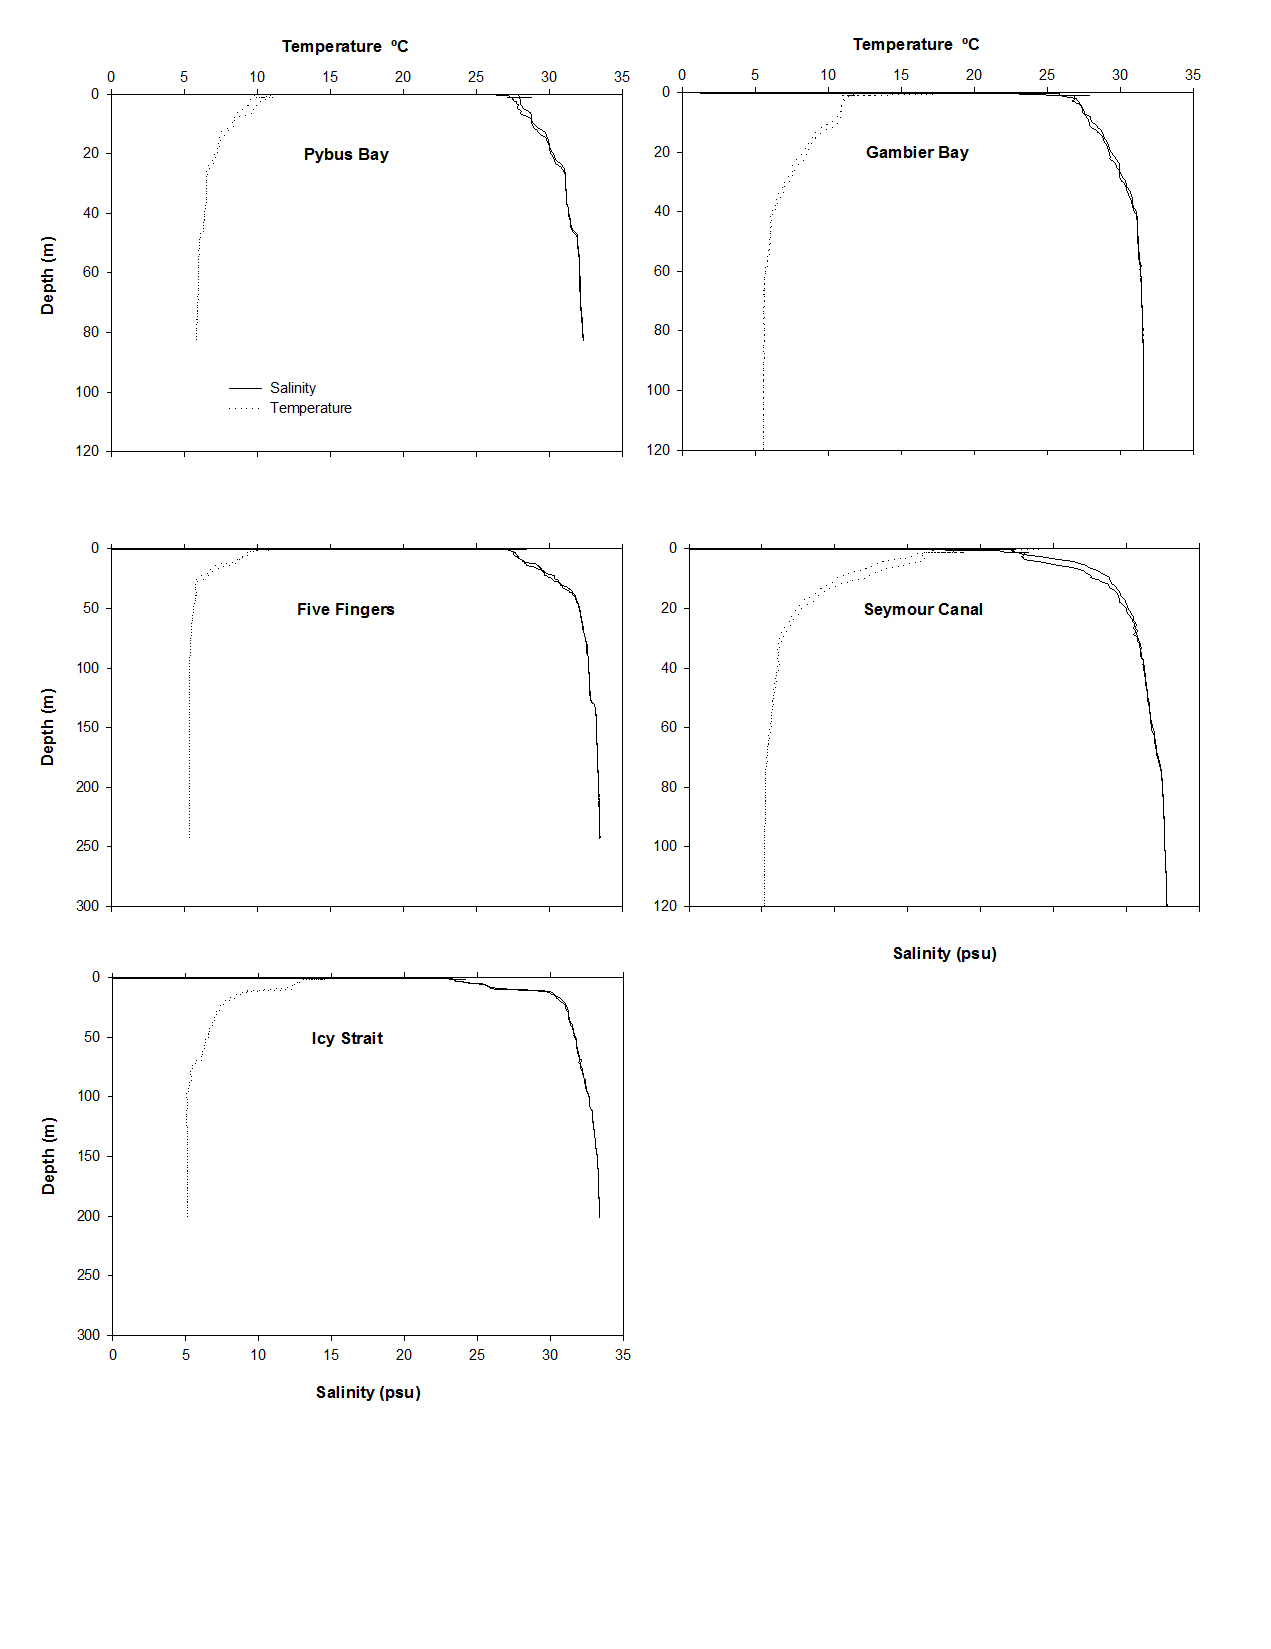 Temperature ºC
0 5 10 15 20 25 30 35
0
20
40
60
80
100
120
Depth (m)
Pybus Bay
Salinity
Temperature
Temperature ºC
0 5 10 15 20 25 30 35
0
20
40
60
80
100
120
Gambier Bay
0
50
100
150
200
250
300
Depth (m)
Five Fingers
0
20
40
60
80
100
120
Seymour Canal
Salinity (psu)
0
50
100
150
200
250
300
Depth (m)
Icy Strait
0 5 10 15 20 25 30 35
Salinity (psu)